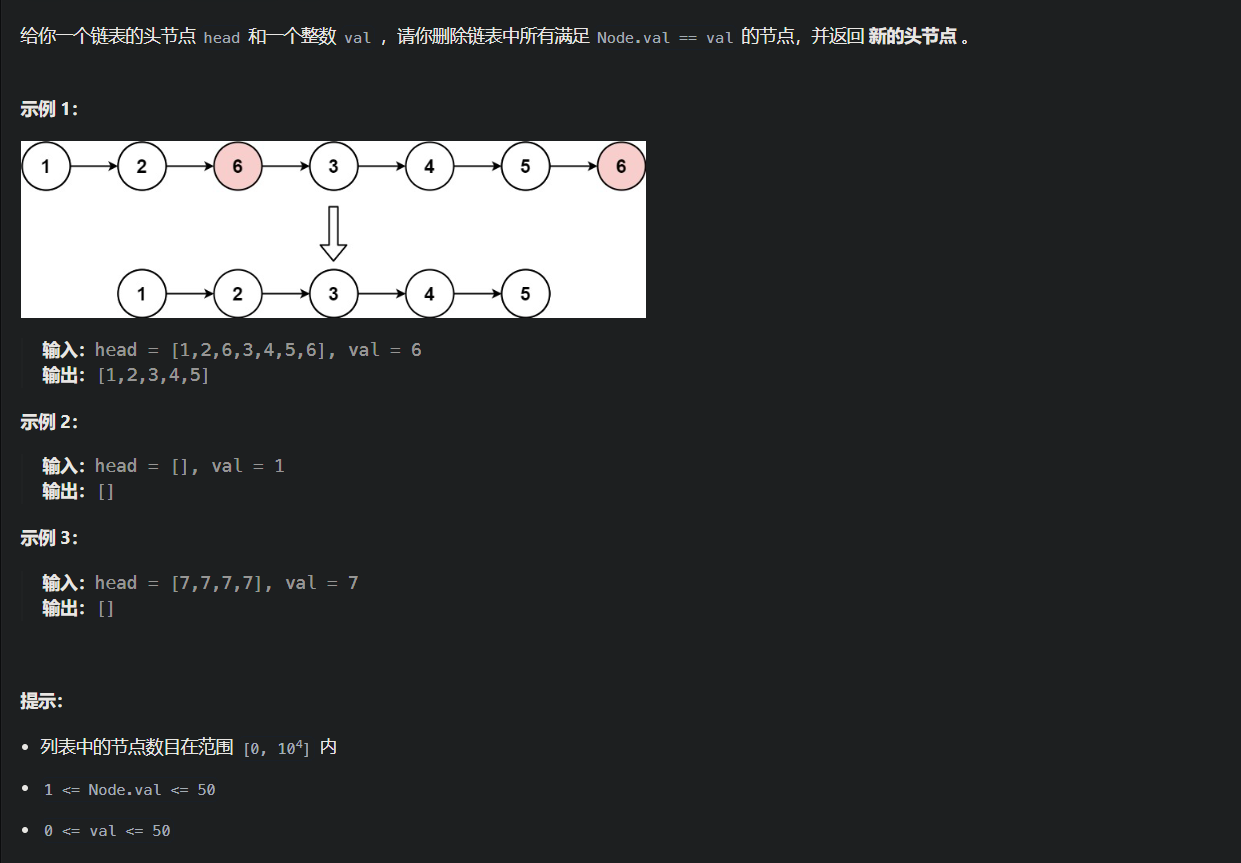 给你一个链表的头节点 head 和一个整数 val ，请你删除链表中所有满足 Node.val == val 的节点，并返回 新的头节点 。
示例 1：
1 2 6 3 4 5 6
1 2 3 4 5
输入：head = [1,2,6,3,4,5,6], val = 6
输出：[1,2,3,4,5]
示例 2：
输入：head = [], val = 1
输出：[]
示例 3：
输入：head = [7,7,7,7], val = 7
输出：[]
提示：
• 列表中的节点数目在范围 [0, 10⁴] 内
• 1 <= Node.val <= 50
• 0 <= val <= 50